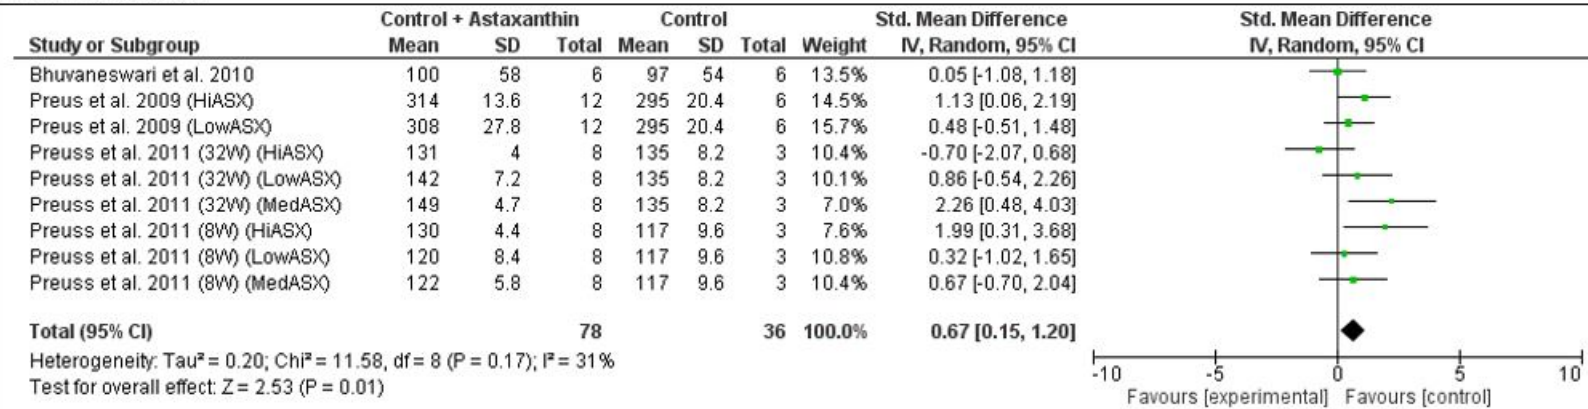 Control + Astaxanthin Control Std. Mean Difference Std. Mean Difference
Study or Subgroup Mean SD Total Mean SD Total Weight IV, Random, 95% CI IV, Random, 95% CI
Bhuvaneswari et al. 2010 100 58 6 97 54 6 13.5% 0.05 [-1.08, 1.18]
Preus et al. 2009 (HiASX) 314 13.6 12 295 20.4 6 14.5% 1.13 [0.06, 2.19]
Preus et al. 2009 (LowASX) 308 27.8 12 295 20.4 6 15.7% 0.48 [-0.51, 1.48]
Preuss et al. 2011 (32W) (HiASX) 131 4 8 135 8.2 3 10.4% -0.70 [-2.07, 0.68]
Preuss et al. 2011 (32W) (LowASX) 142 7.2 8 135 8.2 3 10.1% 0.86 [-0.54, 2.26]
Preuss et al. 2011 (32W) (MedASX) 149 4.7 8 135 8.2 3 7.0% 2.26 [0.48, 4.03]
Preuss et al. 2011 (8W) (HiASX) 130 4.4 8 117 9.6 3 7.6% 1.99 [0.31, 3.68]
Preuss et al. 2011 (8W) (LowASX) 120 8.4 8 117 9.6 3 10.8% 0.32 [-1.02, 1.65]
Preuss et al. 2011 (8W) (MedASX) 122 5.8 8 117 9.6 3 10.4% 0.67 [-0.70, 2.04]
Total (95% CI) 78 36 100.0% 0.67 [0.15, 1.20]
Heterogeneity: Tau² = 0.20; Chi² = 11.58, df = 8 (P = 0.17); I² = 31%
Test for overall effect: Z = 2.53 (P = 0.01)
-10 -5 0 5 10
Favours [experimental] Favours [control]